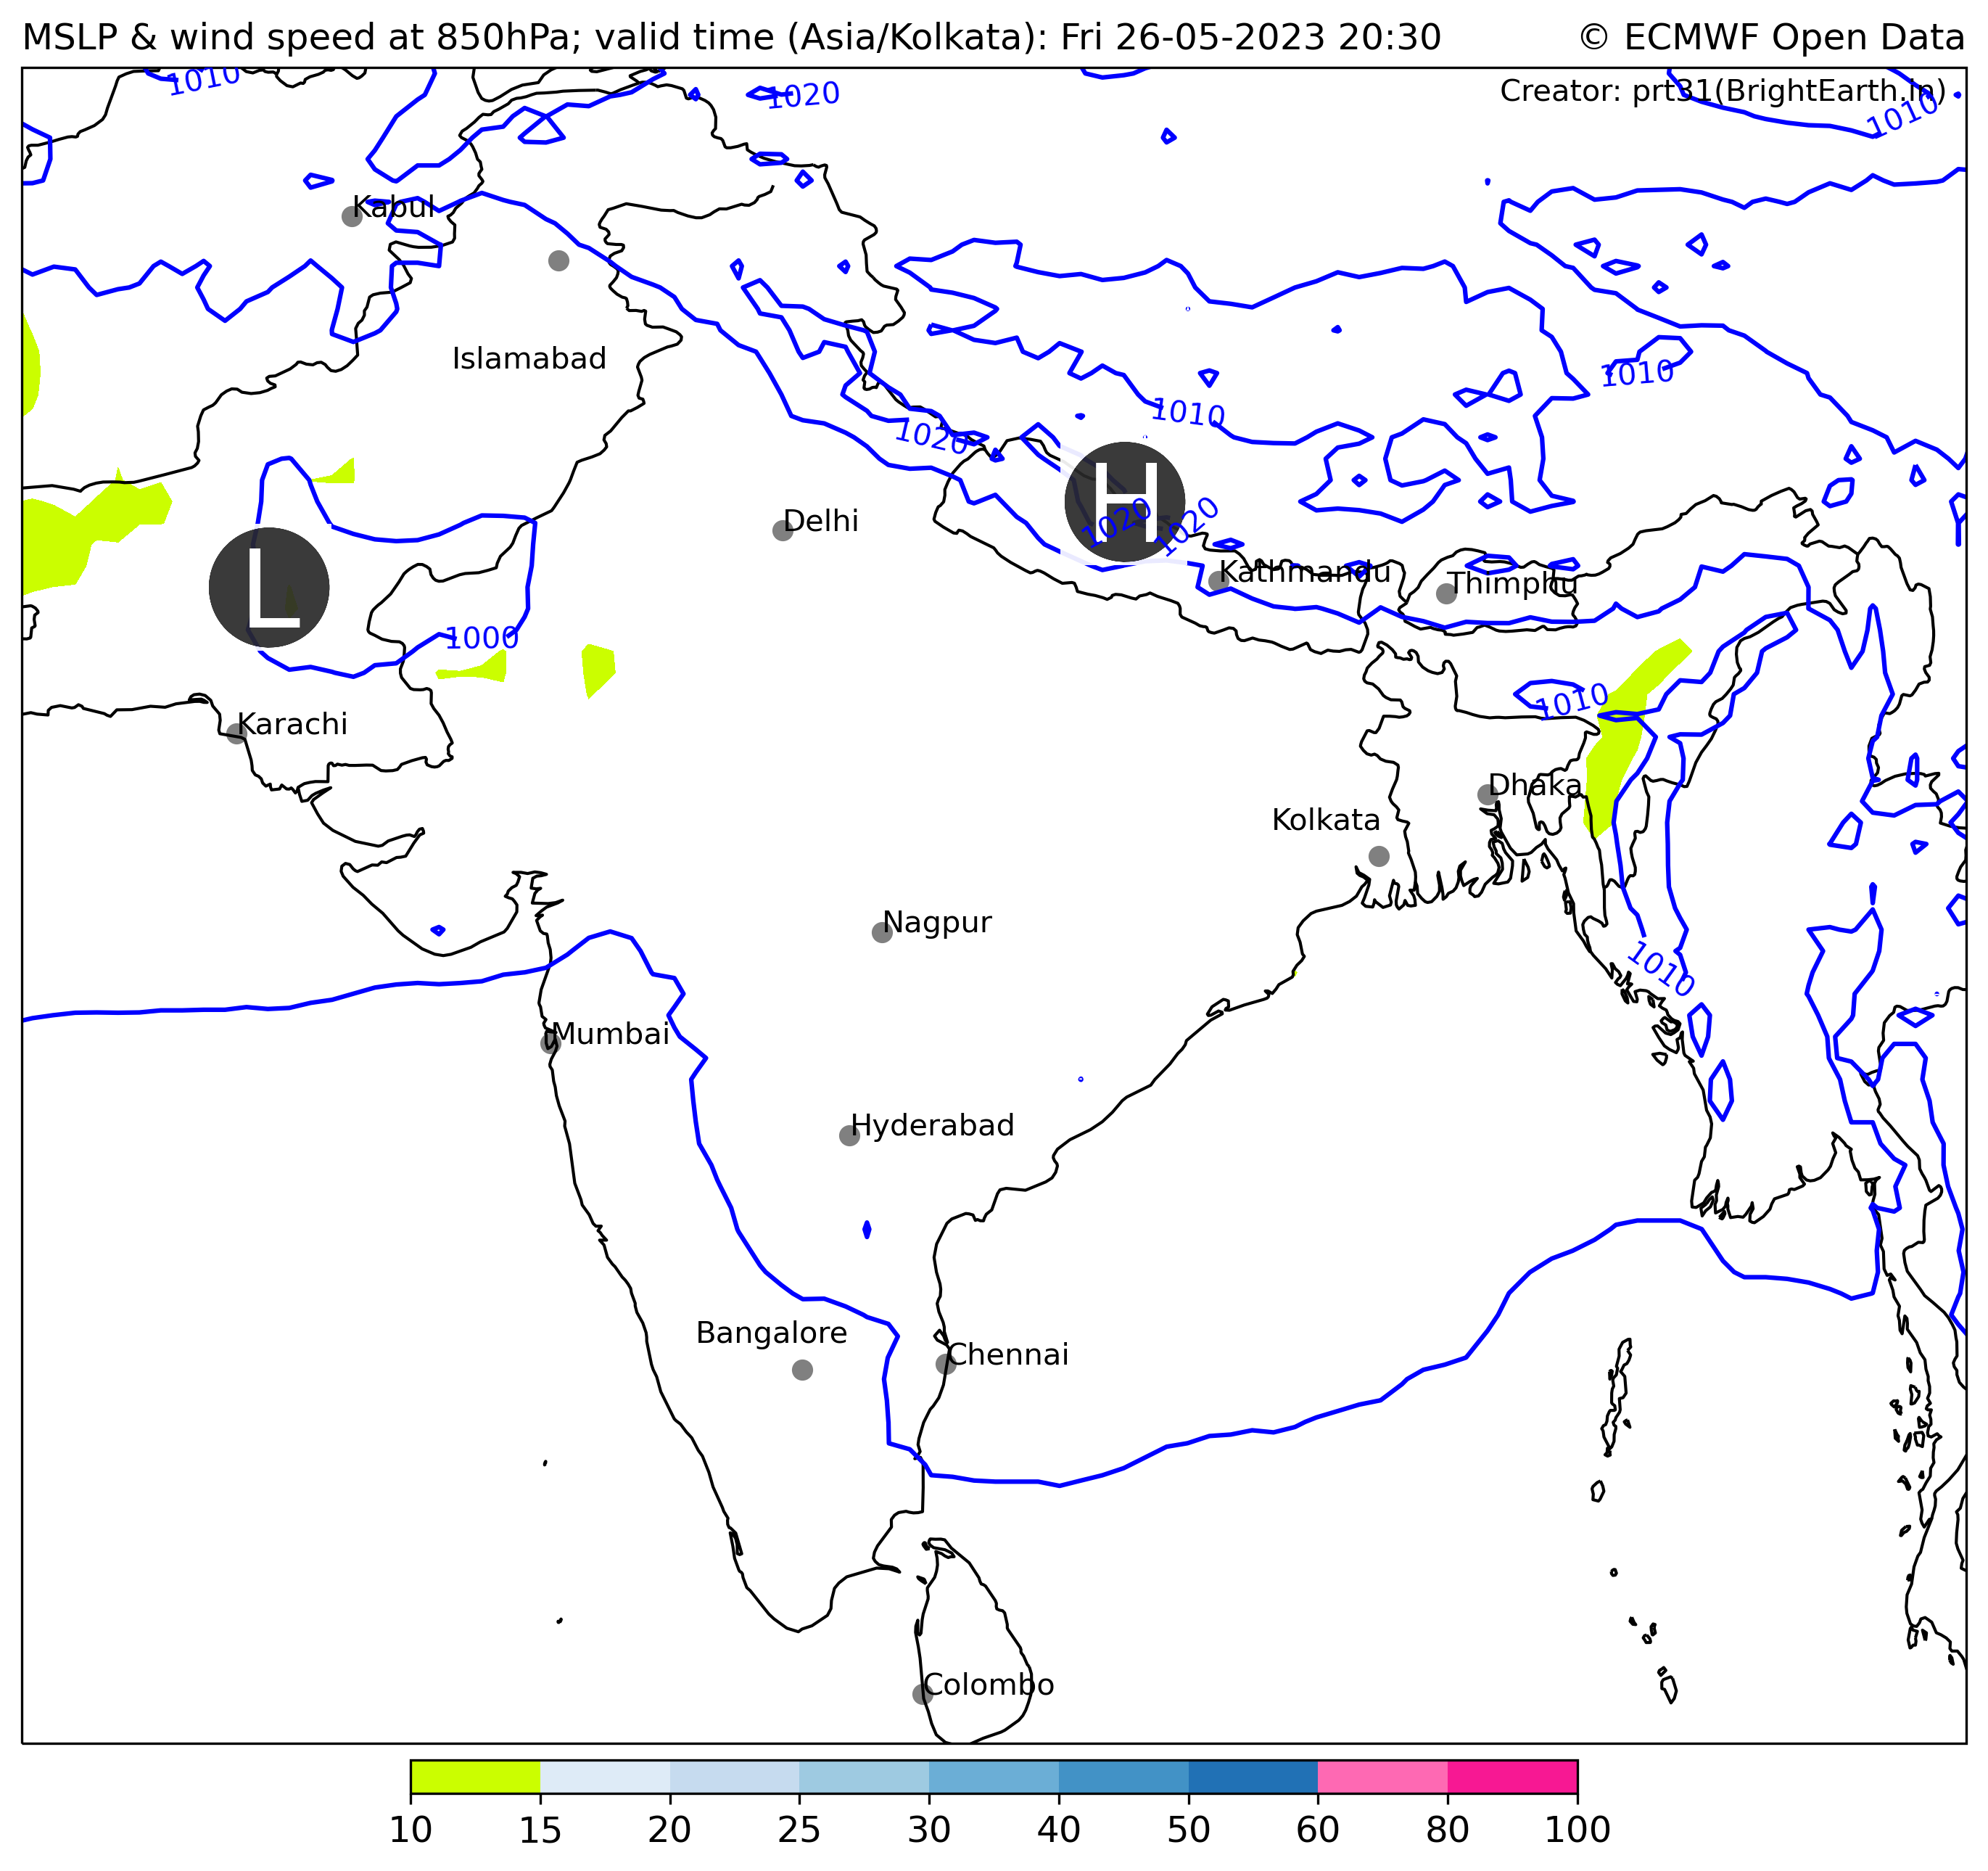 MSLP & wind speed at 850hPa; valid time (Asia/Kolkata): Fri 26-05-2023 20:30
© ECMWF Open Data
1010
1020
Creator: prt31(BrightEarth.in)
1010
Kabul
Islamabad
1010
1010
1020
H
1020
1020
Delhi
L
Kathmandu
Thimphu
1000
1010
Karachi
Dhaka
Kolkata
Nagpur
1010
Mumbai
Hyderabad
Bangalore
Chennai
Colombo
10 15 20 25 30 40 50 60 80 100